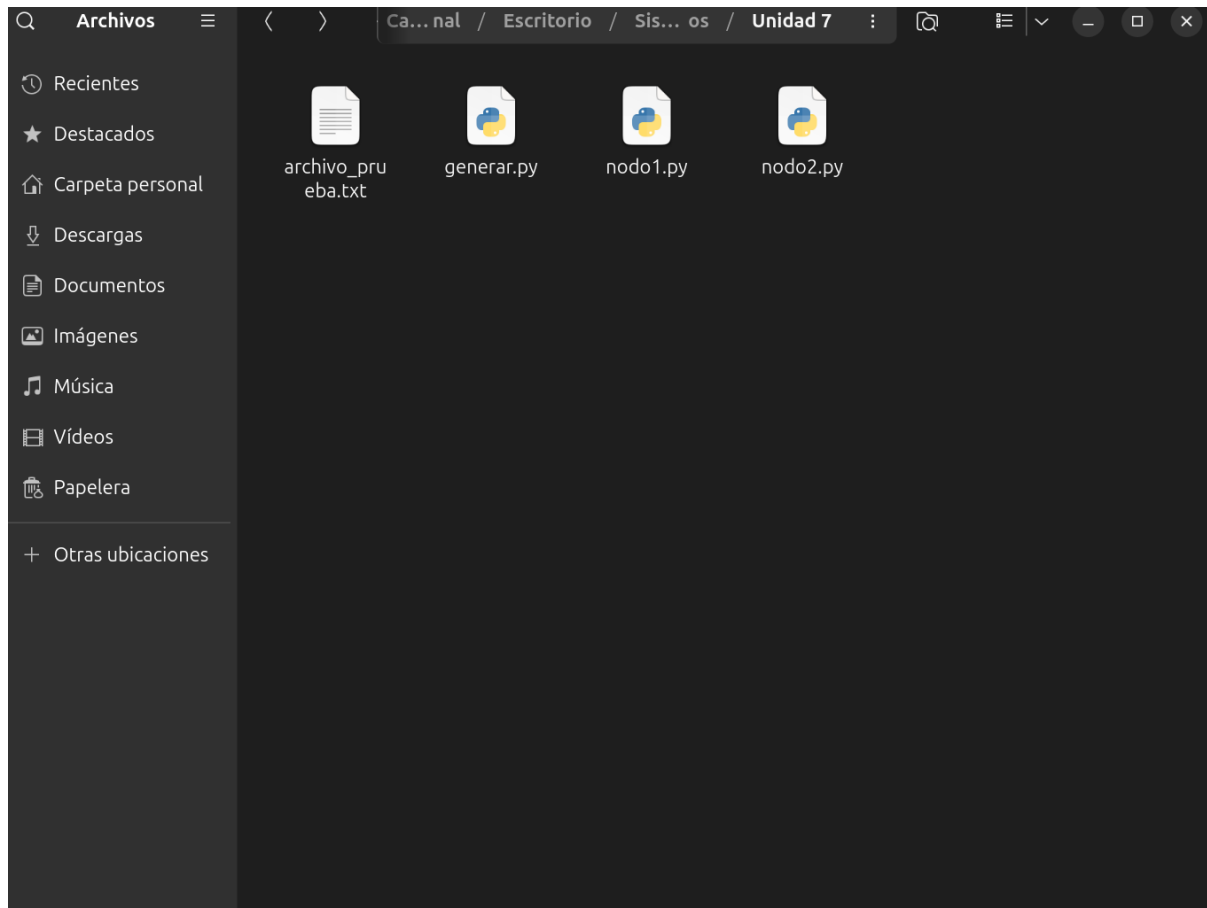 Archivos
Ca... nal / Escritorio / Sis... os / Unidad 7
Recientes
Destacados
Carpeta personal
Descargas
Documentos
Imágenes
Música
Vídeos
Papelera
Otras ubicaciones
archivo_pru
eba.txt
generar.py
nodo1.py
nodo2.py